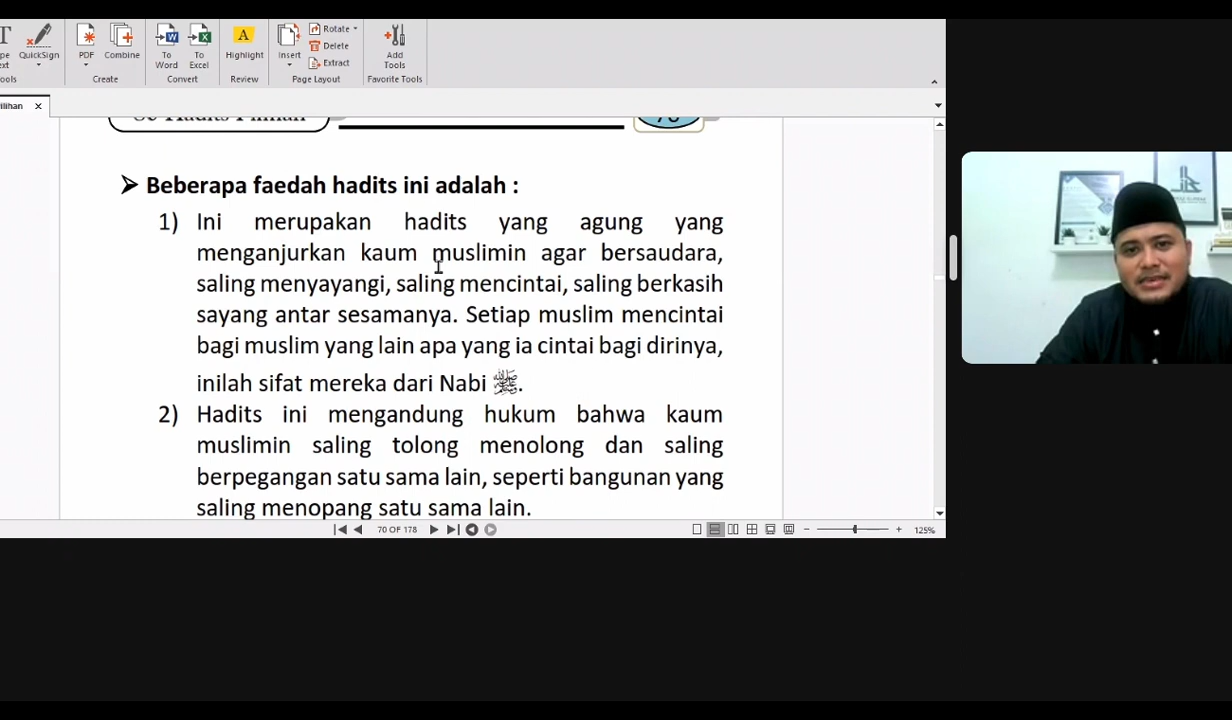 QuickSign
PDF
Combine
To Word
To Excel
Highlight
Insert
Rotate
Delete
Extract
Add Tools
Create
Convert
Review
Page Layout
Favorite Tools
➤ Beberapa faedah hadits ini adalah :
1) Ini merupakan hadits yang agung yang
menganjurkan kaum muslimin agar bersaudara,
saling menyayangi, saling mencintai, saling berkasih
sayang antar sesamanya. Setiap muslim mencintai
bagi muslim yang lain apa yang ia cintai bagi dirinya,
inilah sifat mereka dari Nabi ﷺ.
2) Hadits ini mengandung hukum bahwa kaum
muslimin saling tolong menolong dan saling
berpegangan satu sama lain, seperti bangunan yang
saling menopang satu sama lain.
70 OF 178
125%